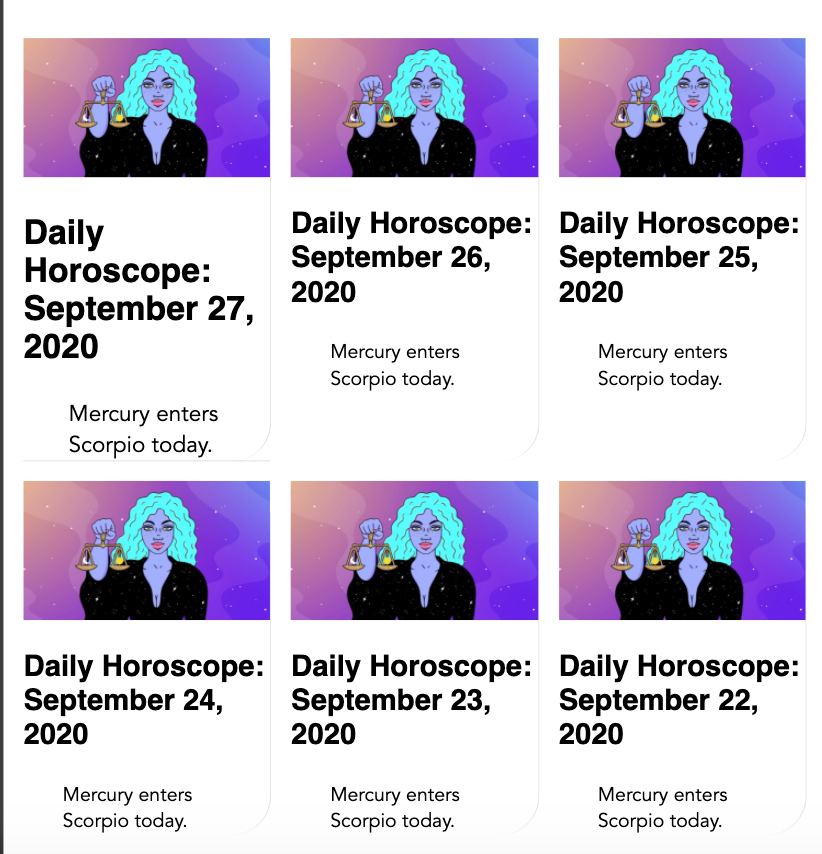 Daily
Horoscope:
September 27,
2020
Mercury enters
Scorpio today.
Daily Horoscope:
September 26,
2020
Mercury enters
Scorpio today.
Daily Horoscope:
September 25,
2020
Mercury enters
Scorpio today.
Daily Horoscope:
September 24,
2020
Mercury enters
Scorpio today.
Daily Horoscope:
September 23,
2020
Mercury enters
Scorpio today.
Daily Horoscope:
September 22,
2020
Mercury enters
Scorpio today.